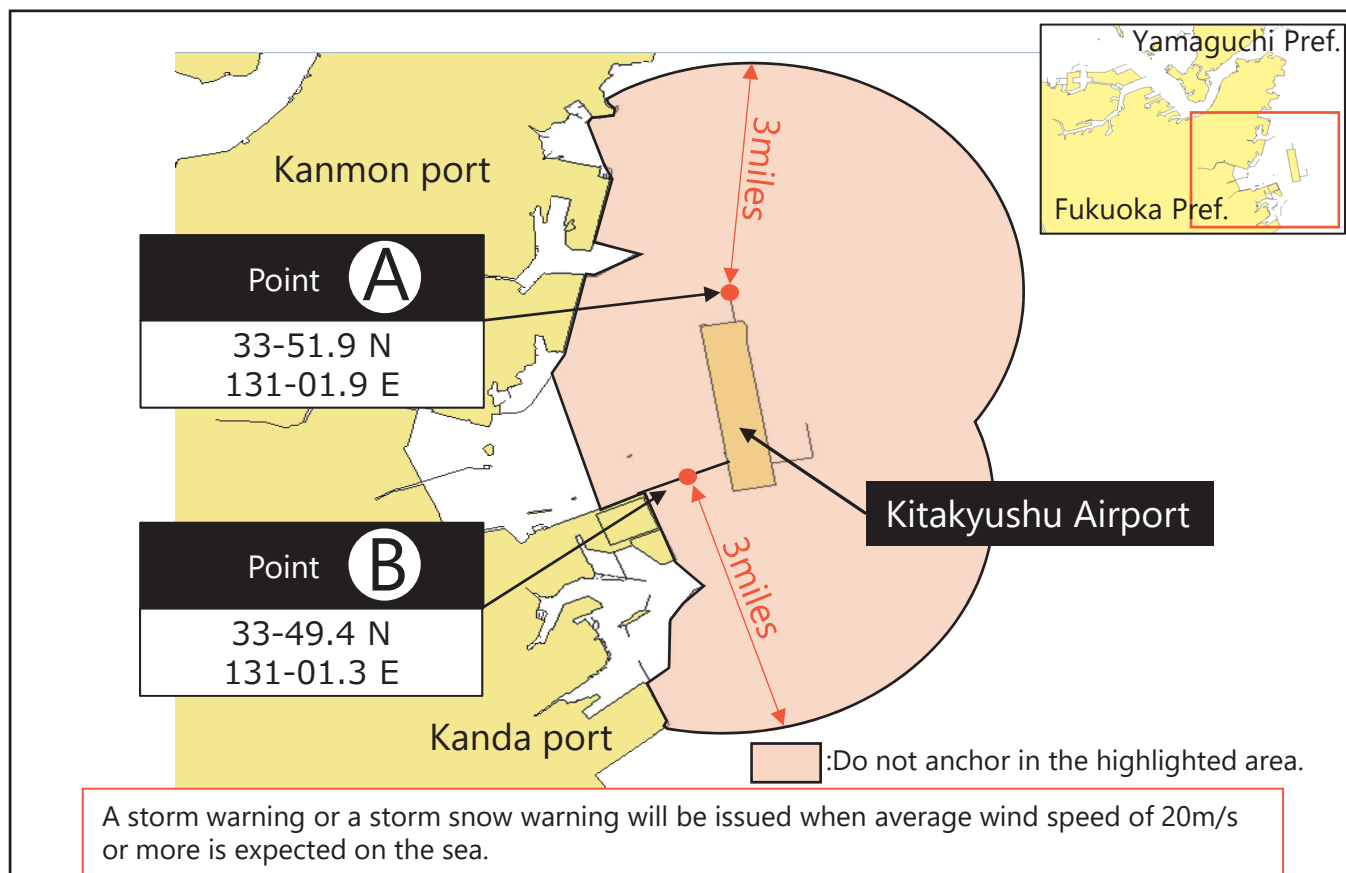 Yamaguchi Pref.
Fukuoka Pref.
3miles
Kanmon port
Point A
33-51.9 N
131-01.9 E
Kitakyushu Airport
Point B
33-49.4 N
131-01.3 E
3miles
Kanda port
:Do not anchor in the highlighted area.
A storm warning or a storm snow warning will be issued when average wind speed of 20m/s
or more is expected on the sea.